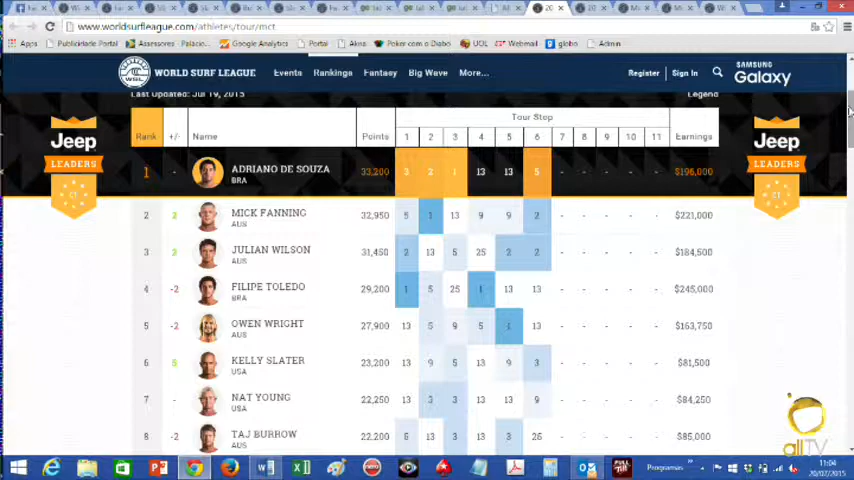 www.worldsurfleague.com/athletes/tour/mct
Apps Publicidade Portal Assessores - Palácio... Google Analytics Portal Akna Poker com o Diabo UOL Webmail globo Admin
WORLD SURF LEAGUE Events Rankings Fantasy Big Wave More... Register Sign In SAMSUNG Galaxy
WSL
Last Updated: Jul 19, 2015 Legend
Tour Stop
Rank +/- Name Points 1 2 3 4 5 6 7 8 9 10 11 Earnings
Jeep LEADERS
Jeep LEADERS
1 - ADRIANO DE SOUZA 33,200 3 2 1 13 13 5 - - - - - $196,000
BRA
2 2 MICK FANNING 32,950 5 1 13 9 9 2 - - - - - $221,000
AUS
3 2 JULIAN WILSON 31,450 2 13 5 25 2 2 - - - - - $184,500
AUS
4 -2 FILIPE TOLEDO 29,200 1 5 25 1 13 13 - - - - - $245,000
BRA
5 -2 OWEN WRIGHT 27,900 13 5 9 5 1 13 - - - - - $163,750
AUS
6 5 KELLY SLATER 23,200 13 9 5 13 9 3 - - - - - $81,500
USA
7 - NAT YOUNG 22,250 13 3 3 13 13 9 - - - - - $84,250
USA
8 -2 TAJ BURROW 22,200 5 13 3 13 3 25 - - - - - $85,000
AUS
allTV
FULL TILT Programas 11:04
20/07/2015